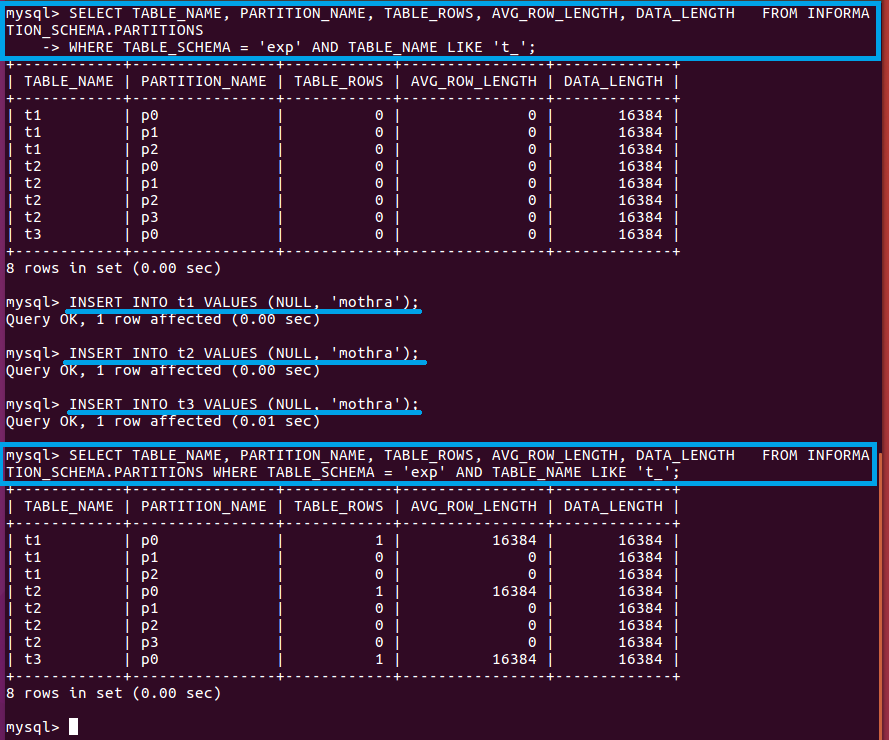 mysql> SELECT TABLE_NAME, PARTITION_NAME, TABLE_ROWS, AVG_ROW_LENGTH, DATA_LENGTH   FROM INFORMA
TION_SCHEMA.PARTITIONS
    -> WHERE TABLE_SCHEMA = 'exp' AND TABLE_NAME LIKE 't_';
+------------+----------------+------------+----------------+-------------+
| TABLE_NAME | PARTITION_NAME | TABLE_ROWS | AVG_ROW_LENGTH | DATA_LENGTH |
+------------+----------------+------------+----------------+-------------+
| t1         | p0             |          0 |              0 |       16384 |
| t1         | p1             |          0 |              0 |       16384 |
| t1         | p2             |          0 |              0 |       16384 |
| t2         | p0             |          0 |              0 |       16384 |
| t2         | p1             |          0 |              0 |       16384 |
| t2         | p2             |          0 |              0 |       16384 |
| t2         | p3             |          0 |              0 |       16384 |
| t3         | p0             |          0 |              0 |       16384 |
+------------+----------------+------------+----------------+-------------+
8 rows in set (0.00 sec)
mysql> INSERT INTO t1 VALUES (NULL, 'mothra');
Query OK, 1 row affected (0.00 sec)
mysql> INSERT INTO t2 VALUES (NULL, 'mothra');
Query OK, 1 row affected (0.00 sec)
mysql> INSERT INTO t3 VALUES (NULL, 'mothra');
Query OK, 1 row affected (0.01 sec)
mysql> SELECT TABLE_NAME, PARTITION_NAME, TABLE_ROWS, AVG_ROW_LENGTH, DATA_LENGTH   FROM INFORMA
TION_SCHEMA.PARTITIONS WHERE TABLE_SCHEMA = 'exp' AND TABLE_NAME LIKE 't_';
+------------+----------------+------------+----------------+-------------+
| TABLE_NAME | PARTITION_NAME | TABLE_ROWS | AVG_ROW_LENGTH | DATA_LENGTH |
+------------+----------------+------------+----------------+-------------+
| t1         | p0             |          1 |          16384 |       16384 |
| t1         | p1             |          0 |              0 |       16384 |
| t1         | p2             |          0 |              0 |       16384 |
| t2         | p0             |          1 |          16384 |       16384 |
| t2         | p1             |          0 |              0 |       16384 |
| t2         | p2             |          0 |              0 |       16384 |
| t2         | p3             |          0 |              0 |       16384 |
| t3         | p0             |          1 |          16384 |       16384 |
+------------+----------------+------------+----------------+-------------+
8 rows in set (0.00 sec)
mysql>